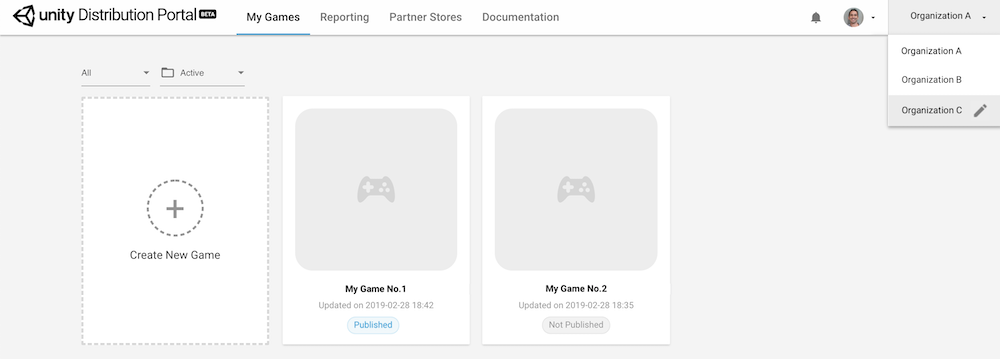 unity Distribution Portal BETA My Games Reporting Partner Stores Documentation Organization A
Organization A
Organization B
Organization C
All Active
Create New Game
My Game No.1
Updated on 2019-02-28 18:42
Published
My Game No.2
Updated on 2019-02-28 18:35
Not Published